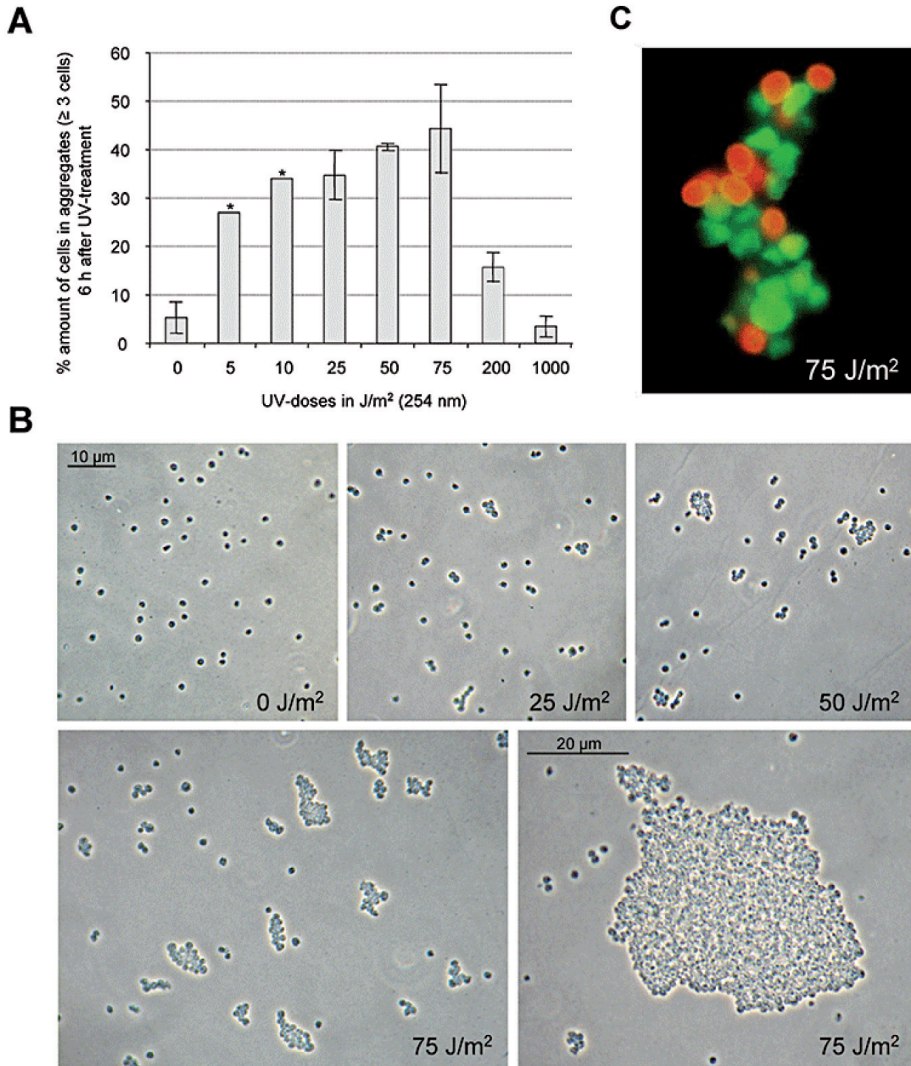 A
% amount of cells in aggregates (≥ 3 cells)
6 h after UV-treatment
60
50
40
30
20
10
0
*
*
0 5 10 25 50 75 200 1000
UV-doses in J/m² (254 nm)
C
75 J/m²
B
10 µm
0 J/m²
25 J/m²
50 J/m²
75 J/m²
20 µm
75 J/m²